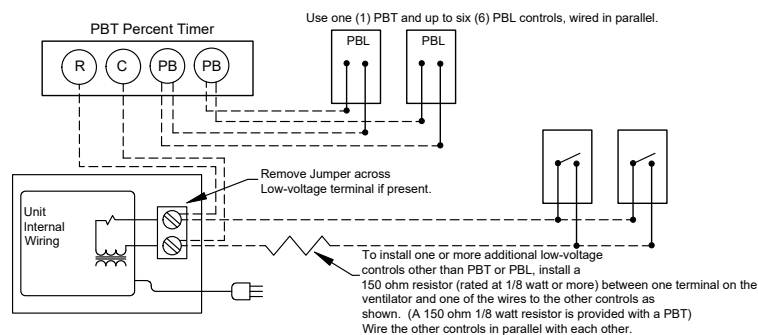 Use one (1) PBT and up to six (6) PBL controls, wired in parallel.
PBT Percent Timer
PBL
PBL
R
C
PB
PB
Remove Jumper across
Low-voltage terminal if present.
Unit
Internal
Wiring
To install one or more additional low-voltage
controls other than PBT or PBL, install a
150 ohm resistor (rated at 1/8 watt or more) between one terminal on the
ventilator and one of the wires to the other controls as
shown. (A 150 ohm 1/8 watt resistor is provided with a PBT)
Wire the other controls in parallel with each other.